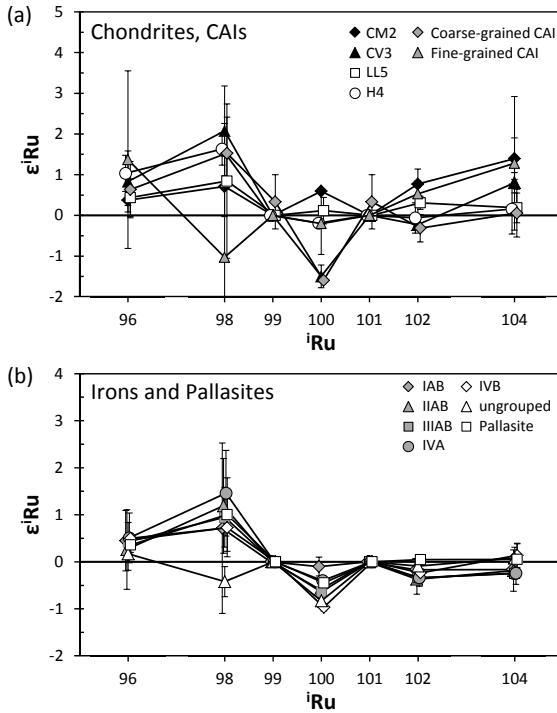 (a)
Chondrites, CAIs
CM2
CV3
LL5
H4
Coarse-grained CAI
Fine-grained CAI
εⁱRu
5
4
3
2
1
0
-1
-2
96 98 99 100 101 102 104
ⁱRu
(b)
Irons and Pallasites
IAB
IIAB
IIIAB
IVA
IVB
ungrouped
Pallasite
εⁱRu
4
3
2
1
0
-1
-2
96 98 99 100 101 102 104
ⁱRu